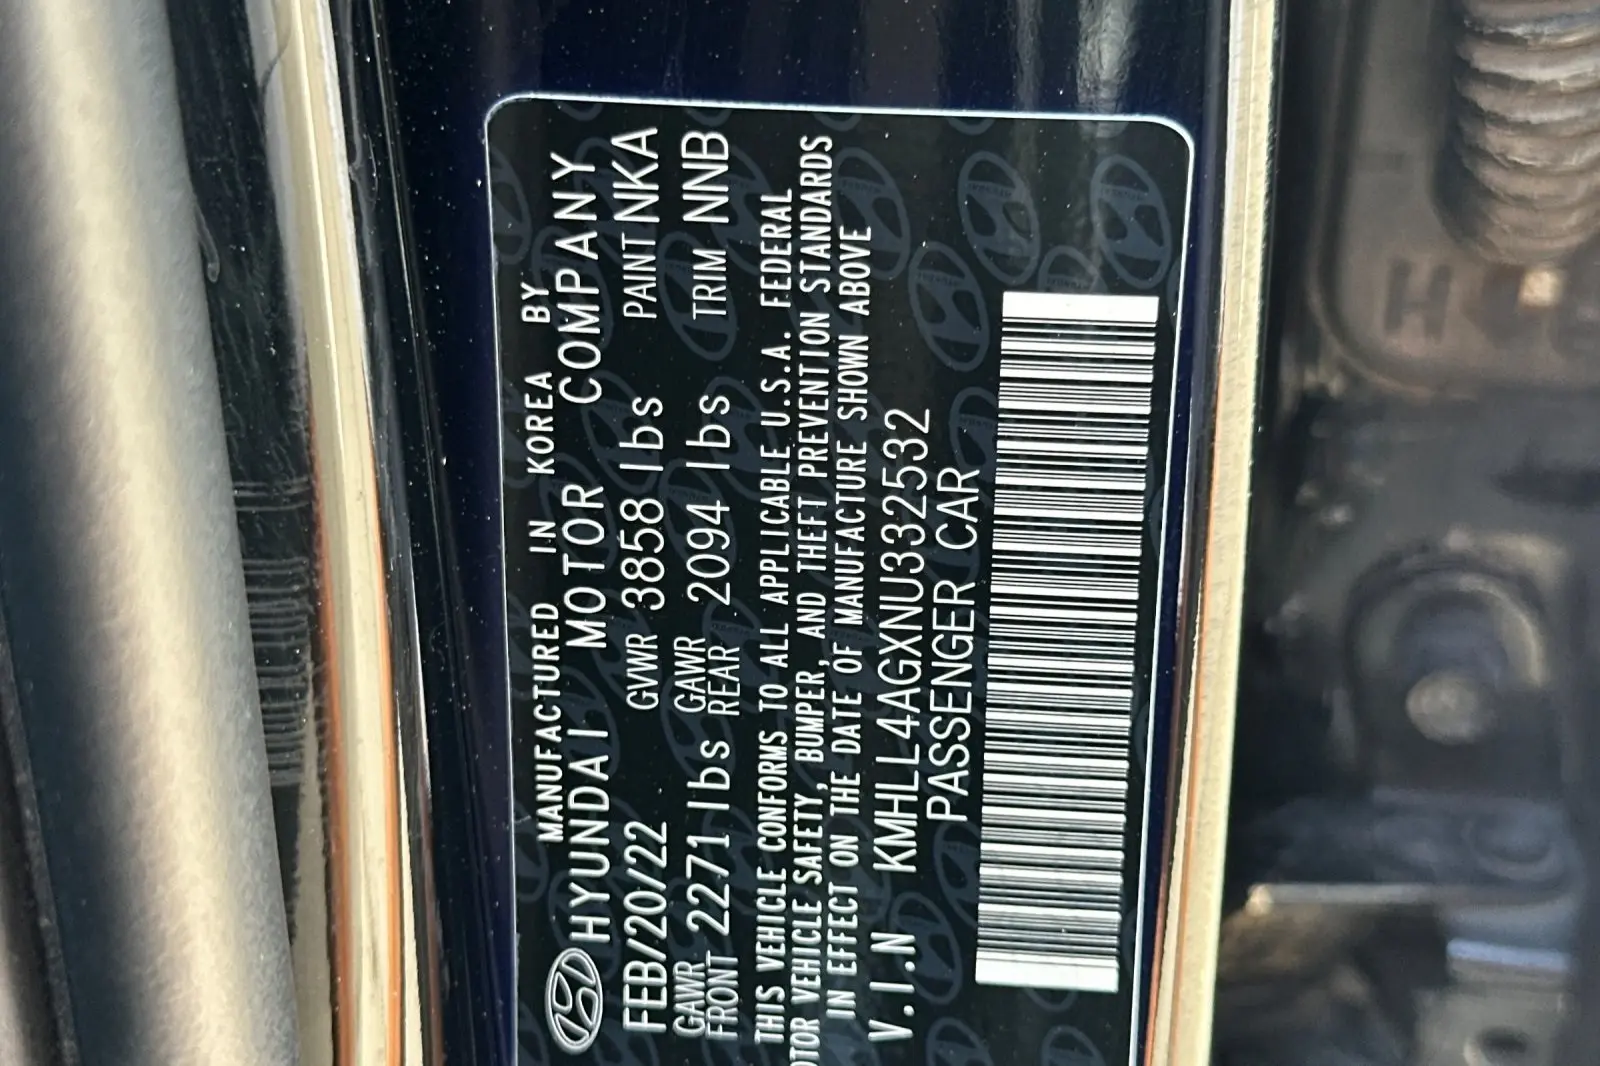 MANUFACTURED IN KOREA BY
HYUNDAI MOTOR COMPANY
FEB/20/22 GVWR 3858 lbs PAINT NKA
GAWR FRONT 2271 lbs GAWR REAR 2094 lbs TRIM NNB
THIS VEHICLE CONFORMS TO ALL APPLICABLE U.S.A. FEDERAL
OTOR VEHICLE SAFETY, BUMPER, AND THEFT PREVENTION STANDARDS
IN EFFECT ON THE DATE OF MANUFACTURE SHOWN ABOVE
V.I.N KMHLL4AGXNU332532
PASSENGER CAR